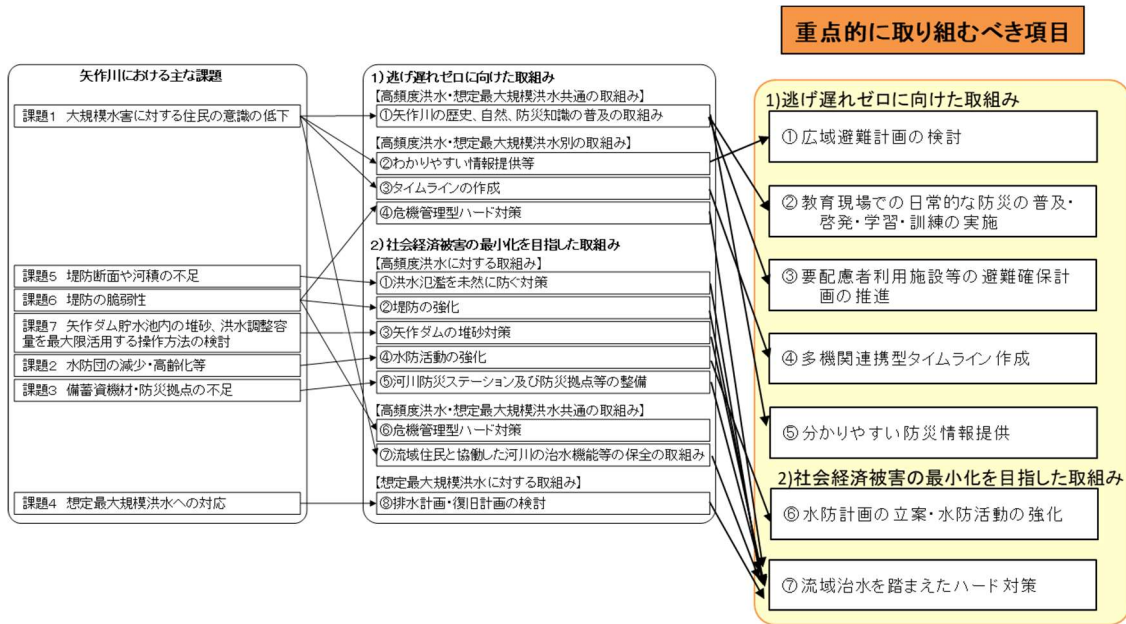 重点的に取り組むべき項目
矢作川における主な課題
課題1 大規模水害に対する住民の意識の低下
課題5 堤防断面や河積の不足
課題6 堤防の脆弱性
課題7 矢作ダム貯水池内の堆砂、洪水調整容
量を最大限活用する操作方法の検討
課題2 水防団の減少・高齢化等
課題3 備蓄資機材・防災拠点の不足
課題4 想定最大規模洪水への対応
1)逃げ遅れゼロに向けた取組み
【高頻度洪水・想定最大規模洪水共通の取組み】
①矢作川の歴史、自然、防災知識の普及の取組み
【高頻度洪水・想定最大規模洪水別の取組み】
②わかりやすい情報提供等
③タイムラインの作成
④危機管理型ハード対策
2)社会経済被害の最小化を目指した取組み
【高頻度洪水に対する取組み】
①洪水氾濫を未然に防ぐ対策
②堤防の強化
③矢作ダムの堆砂対策
④水防活動の強化
⑤河川防災ステーション及び防災拠点等の整備
【高頻度洪水・想定最大規模洪水共通の取組み】
⑥危機管理型ハード対策
⑦流域住民と協働した河川の治水機能等の保全の取組み
【想定最大規模洪水に対する取組み】
⑧排水計画・復旧計画の検討
1)逃げ遅れゼロに向けた取組み
①広域避難計画の検討
②教育現場での日常的な防災の普及・
啓発・学習・訓練の実施
③要配慮者利用施設等の避難確保計
画の推進
④多機関連携型タイムライン作成
⑤分かりやすい防災情報提供
2)社会経済被害の最小化を目指した取組み
⑥水防計画の立案・水防活動の強化
⑦流域治水を踏まえたハード対策